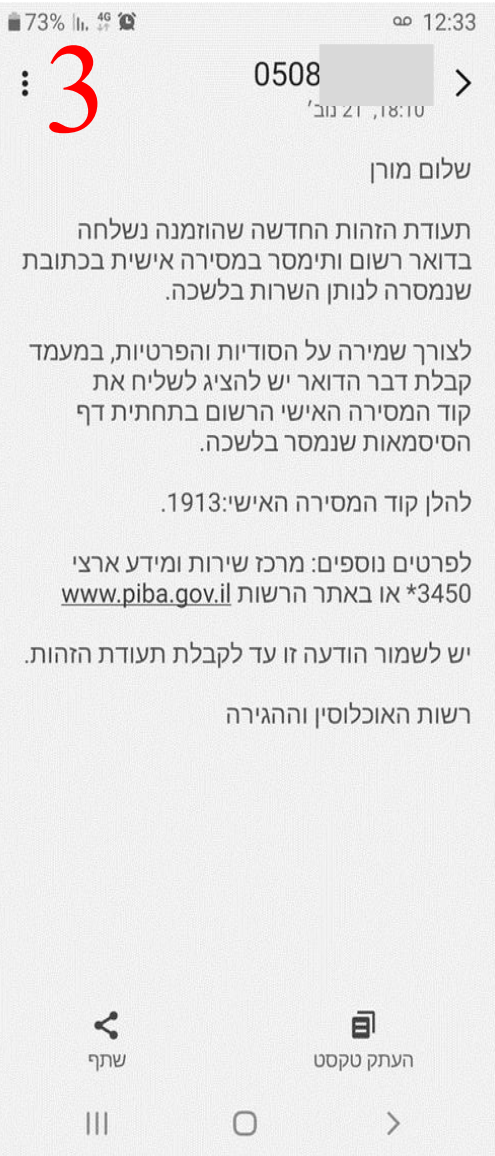 73% 4G 12:33
3
0508
18:10, 21 נוב׳
שלום מורן
תעודת הזהות החדשה שהוזמנה נשלחה
בדואר רשום ותימסר במסירה אישית בכתובת
שנמסרה לנותן השרות בלשכה.
לצורך שמירה על הסודיות והפרטיות, במעמד
קבלת דבר הדואר יש להציג לשליח את
קוד המסירה האישי הרשום בתחתית דף
הסיסמאות שנמסר בלשכה.
להלן קוד המסירה האישי:1913.
לפרטים נוספים: מרכז שירות ומידע ארצי
3450* או באתר הרשות www.piba.gov.il
יש לשמור הודעה זו עד לקבלת תעודת הזהות.
רשות האוכלוסין וההגירה
העתק טקסט
שתף